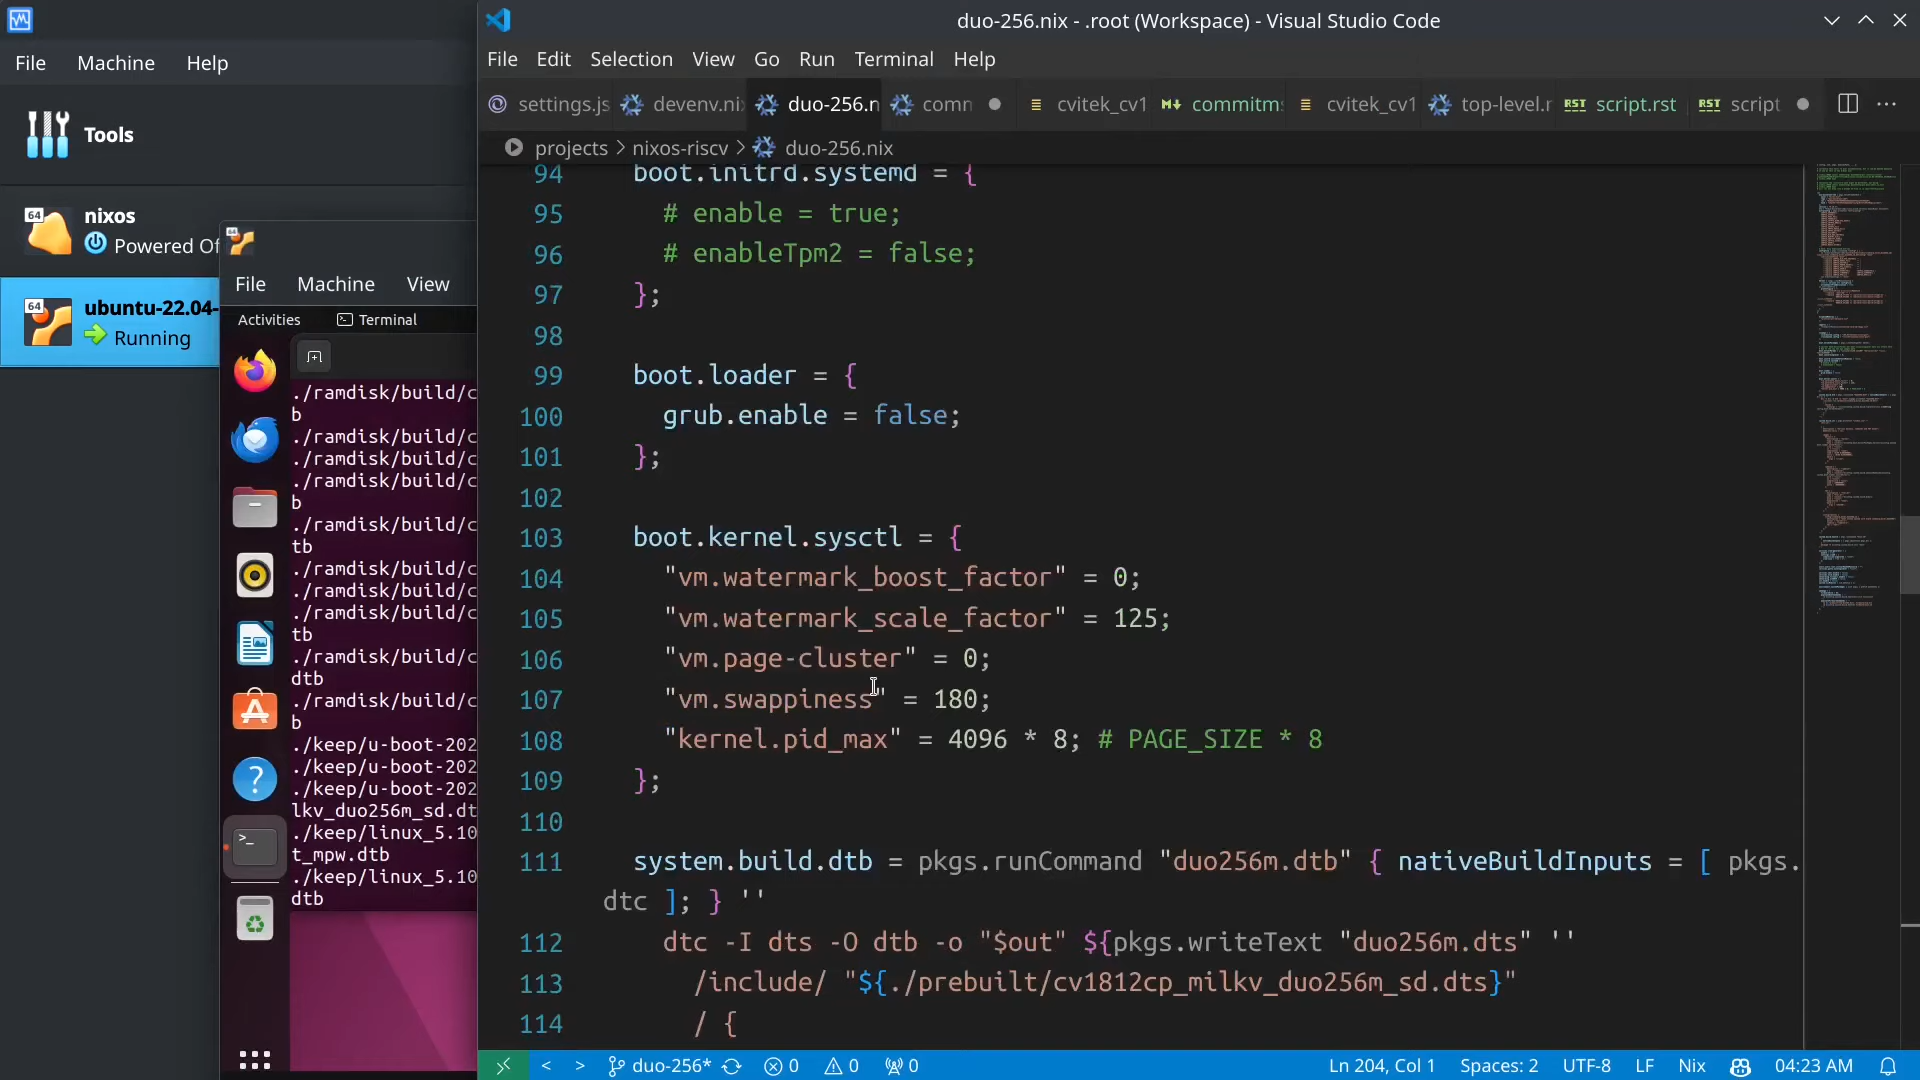 duo-256.nix - .root (Workspace) - Visual Studio Code
File Machine Help
File Edit Selection View Go Run Terminal Help
settings.js devenv.ni duo-256.n comn cvitek_cv1 commitm cvitek_cv1 top-level.r RST script.rst RST script
projects > nixos-riscv > duo-256.nix
Tools
64 nixos
Powered Of
64 ubuntu-22.04-
Running
64
File Machine View
Activities Terminal
./ramdisk/build/c
b
./ramdisk/build/c
./ramdisk/build/c
./ramdisk/build/c
b
./ramdisk/build/c
tb
./ramdisk/build/c
./ramdisk/build/c
./ramdisk/build/c
tb
./ramdisk/build/c
dtb
./ramdisk/build/c
b
./keep/u-boot-202
./keep/u-boot-202
./keep/u-boot-202
lkv_duo256m_sd.dt
./keep/linux_5.10
t_mpw.dtb
./keep/linux_5.10
dtb
94 boot.initrd.systemd = {
95 # enable = true;
96 # enableTpm2 = false;
97 };
98
99 boot.loader = {
100 grub.enable = false;
101 };
102
103 boot.kernel.sysctl = {
104 "vm.watermark_boost_factor" = 0;
105 "vm.watermark_scale_factor" = 125;
106 "vm.page-cluster" = 0;
107 "vm.swappiness" = 180;
108 "kernel.pid_max" = 4096 * 8; # PAGE_SIZE * 8
109 };
110
111 system.build.dtb = pkgs.runCommand "duo256m.dtb" { nativeBuildInputs = [ pkgs.
dtc ]; } ''
112 dtc -I dts -O dtb -o "$out" ${pkgs.writeText "duo256m.dts" ''
113 /include/ "${./prebuilt/cv1812cp_milkv_duo256m_sd.dts}"
114 / {
< > duo-256* 0 0 0 Ln 204, Col 1 Spaces: 2 UTF-8 LF Nix 04:23 AM